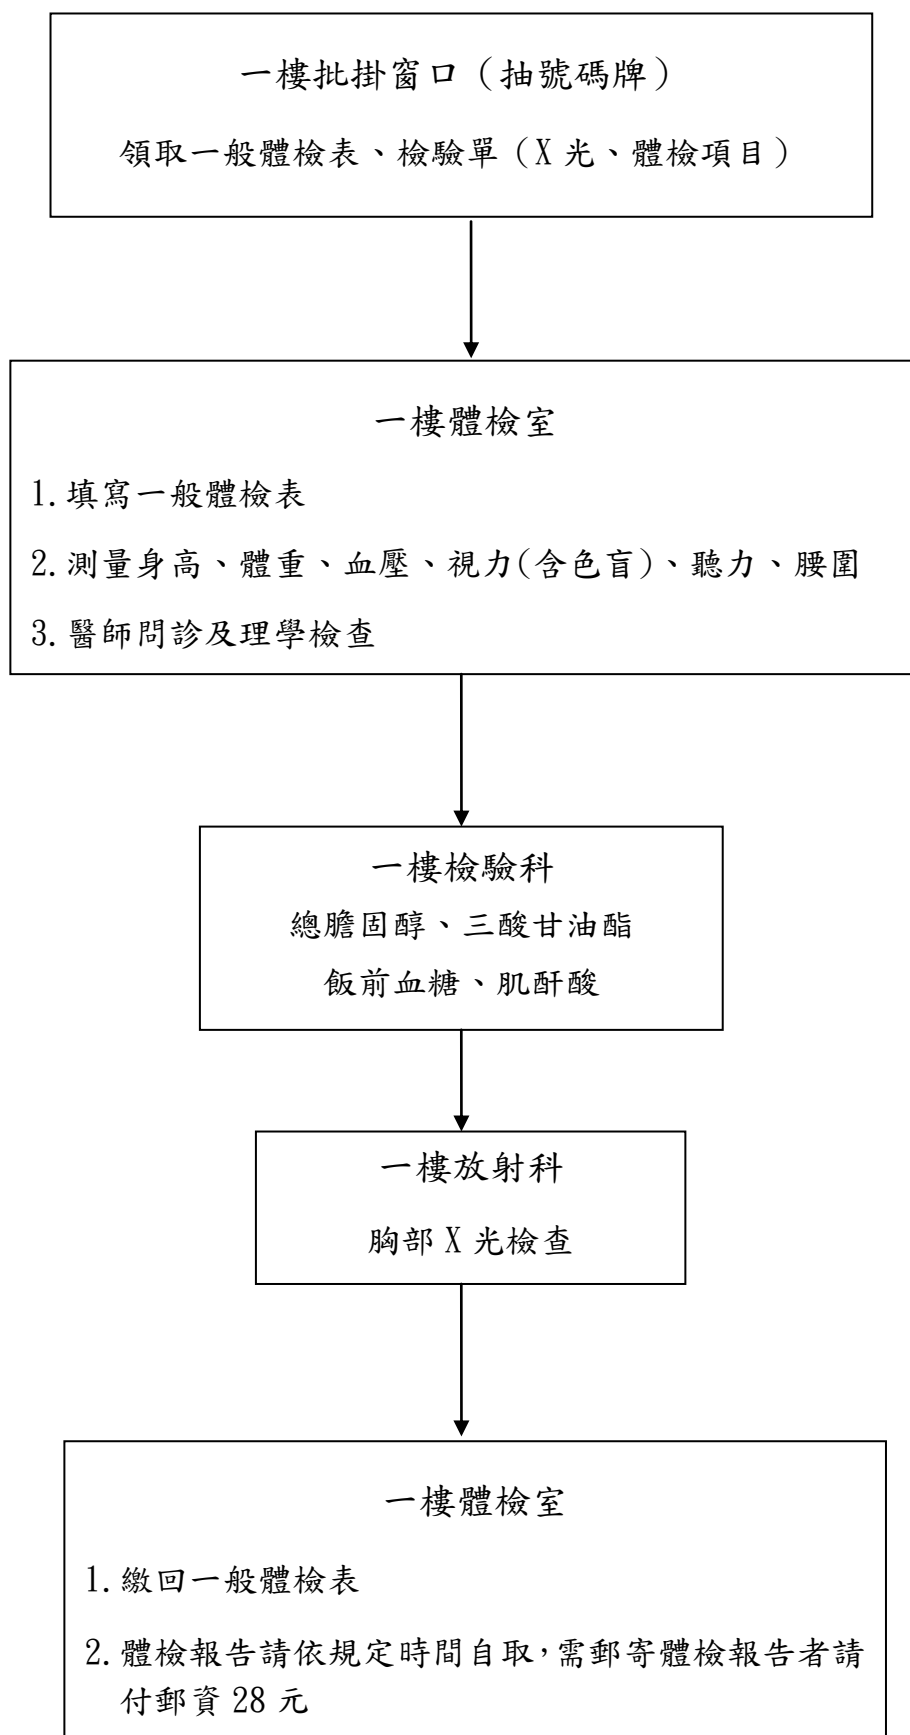 一樓批掛窗口（抽號碼牌）
領取一般體檢表、檢驗單（X 光、體檢項目）
一樓體檢室
1. 填寫一般體檢表
2. 測量身高、體重、血壓、視力(含色盲)、聽力、腰圍
3. 醫師問診及理學檢查
一樓檢驗科
總膽固醇、三酸甘油酯
飯前血糖、肌酐酸
一樓放射科
胸部 X 光檢查
一樓體檢室
1. 繳回一般體檢表
2. 體檢報告請依規定時間自取，需郵寄體檢報告者請
付郵資 28 元